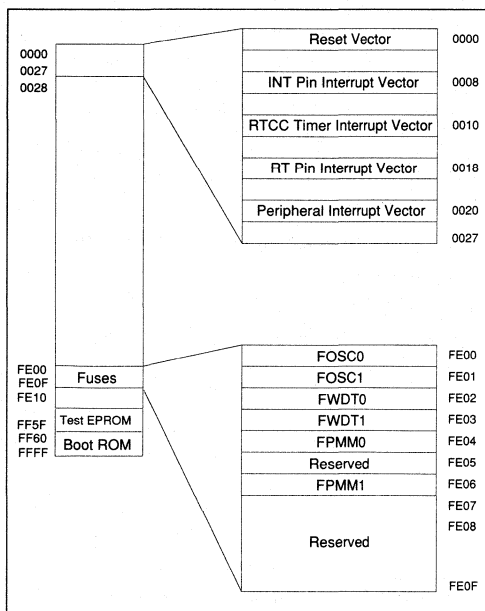 Reset Vector 0000
0000
0027
0028
INT Pin Interrupt Vector 0008
RTCC Timer Interrupt Vector 0010
RT Pin Interrupt Vector 0018
Peripheral Interrupt Vector 0020
0027
FE00
Fuses
FE0F
FE10
Test EPROM
FF5F
FF60
Boot ROM
FFFF
FOSC0 FE00
FOSC1 FE01
FWDT0 FE02
FWDT1 FE03
FPMM0 FE04
Reserved FE05
FPMM1 FE06
FE07
FE08
Reserved
FE0F